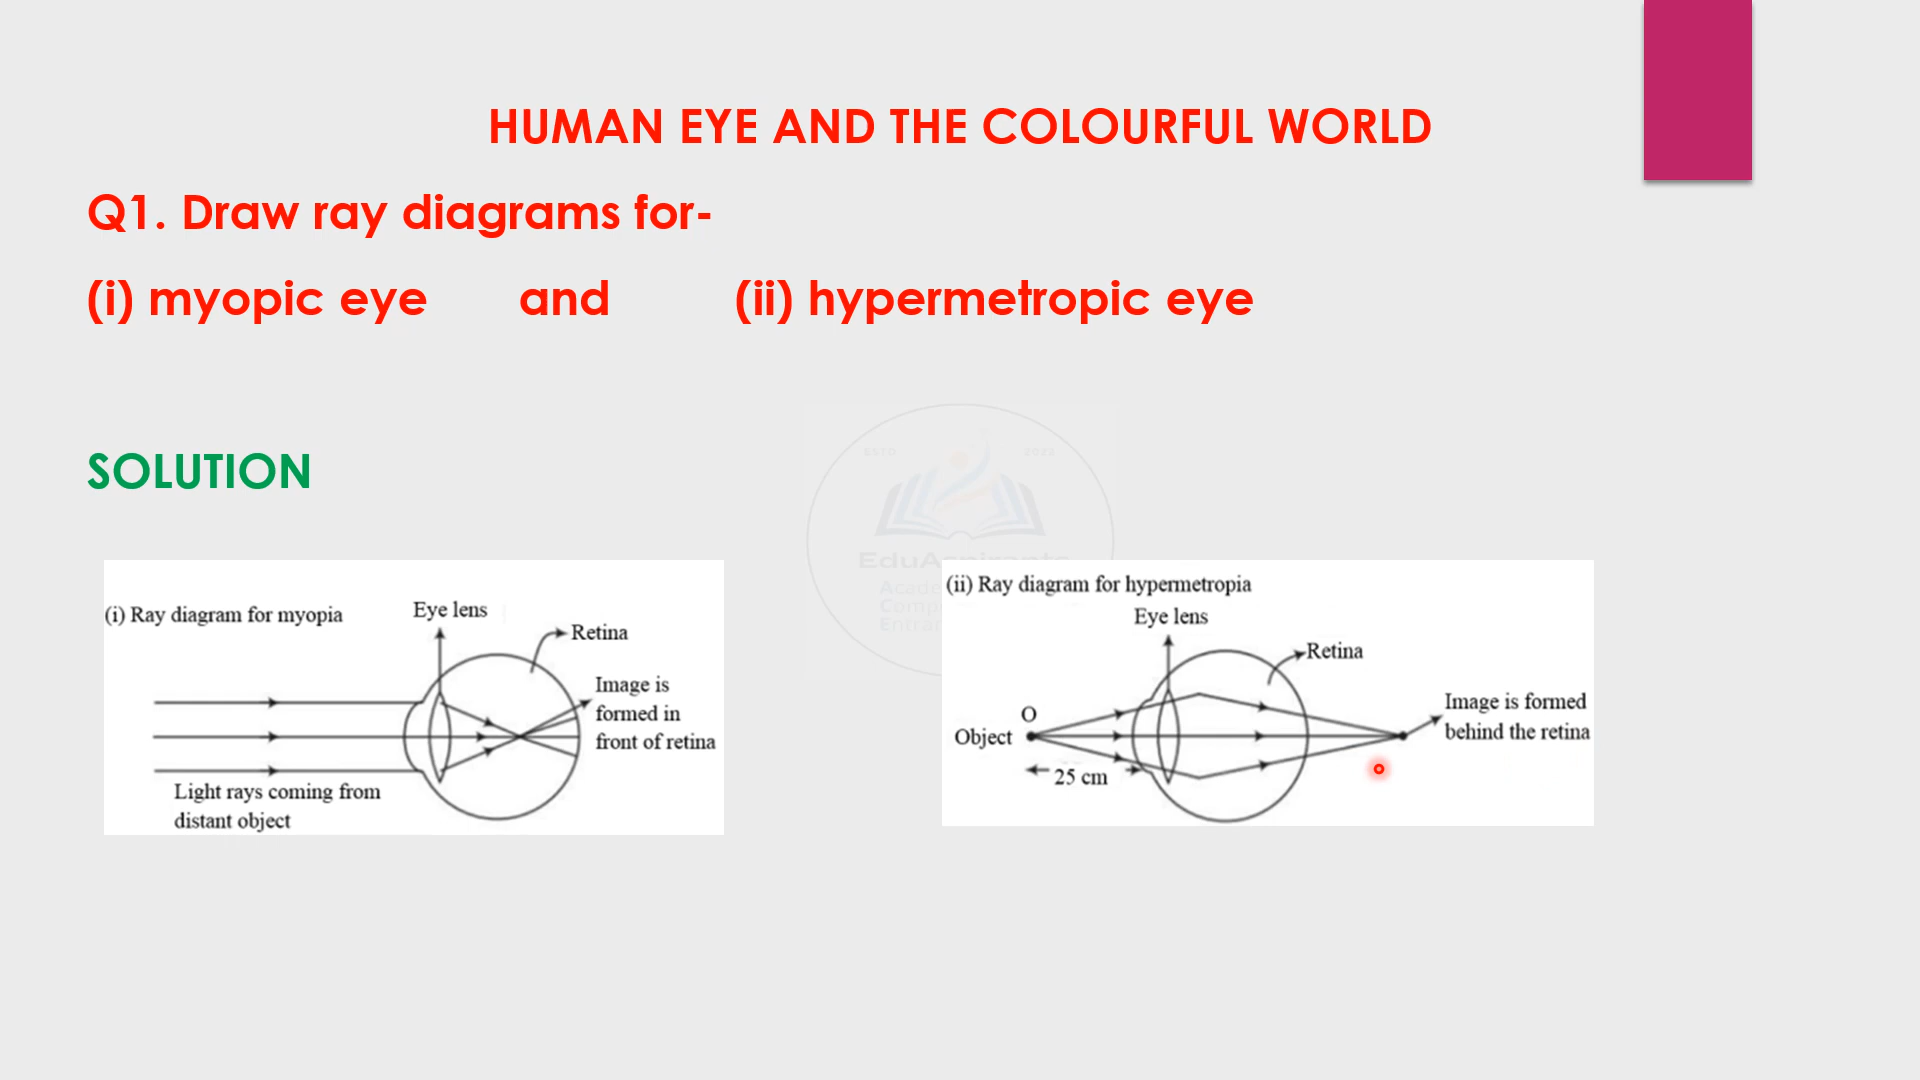 HUMAN EYE AND THE COLOURFUL WORLD
Q1. Draw ray diagrams for-
(i) myopic eye and (ii) hypermetropic eye
SOLUTION
ESTD 2022
(i) Ray diagram for myopia
Eye lens
Retina
Image is
formed in
front of retina
Light rays coming from
distant object
(ii) Ray diagram for hypermetropia
Eye lens
Retina
O
Object
25 cm
Image is formed
behind the retina